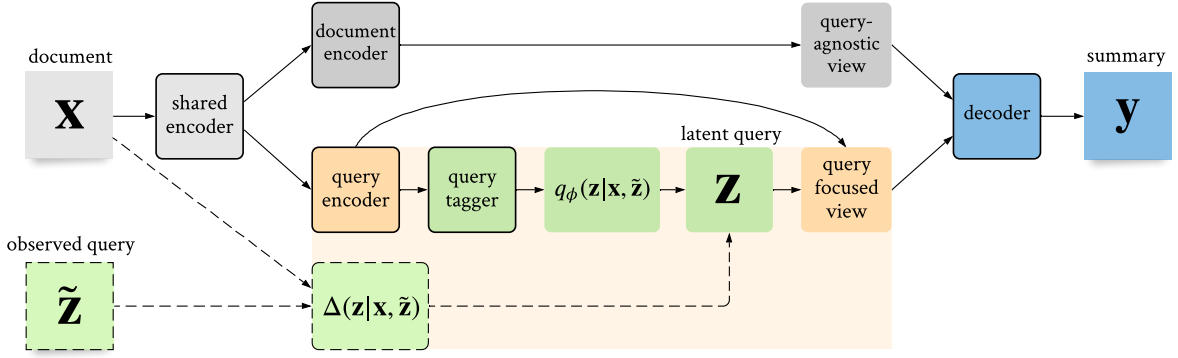 document
x
shared
encoder
document
encoder
query-
agnostic
view
decoder
summary
y
query
encoder
query
tagger
qϕ(z|x, z̃)
latent query
z
query
focused
view
observed query
z̃
Δ(z|x, z̃)